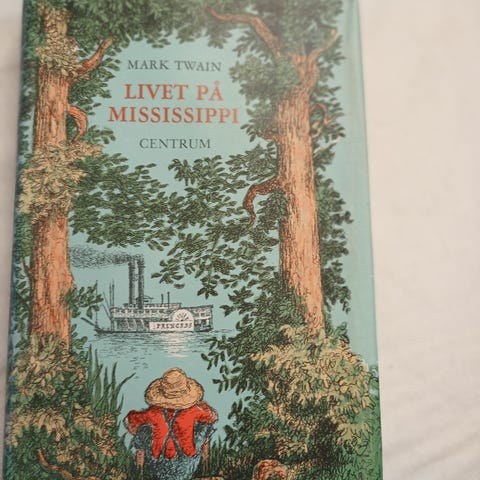 MARK TWAIN
LIVET PÅ
MISSISSIPPI
CENTRUM
PRINCESS